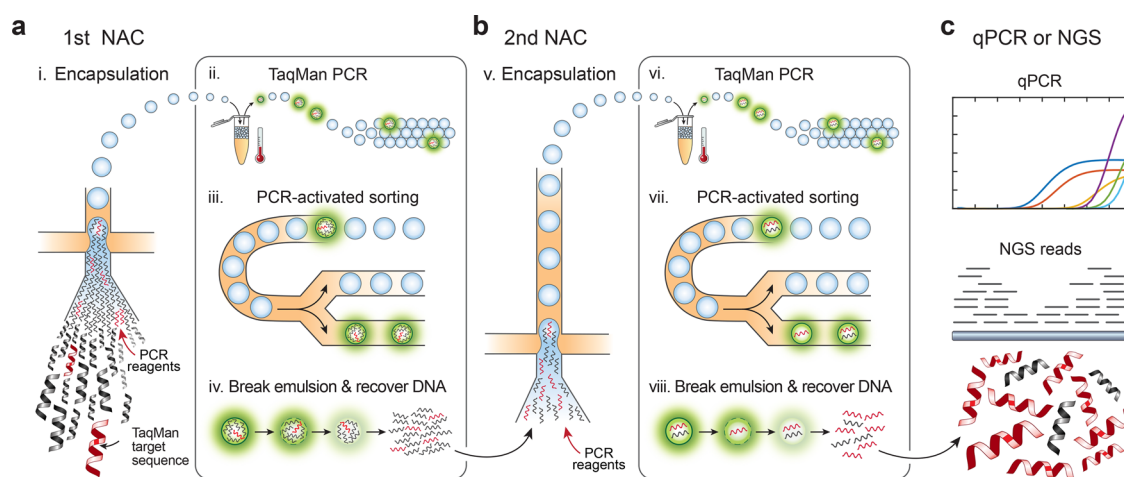 a
1st NAC
i. Encapsulation
PCR
reagents
TaqMan
target
sequence
ii.
TaqMan PCR
iii.
PCR-activated sorting
iv. Break emulsion & recover DNA
b
2nd NAC
v. Encapsulation
PCR
reagents
vi.
TaqMan PCR
vii.
PCR-activated sorting
viii. Break emulsion & recover DNA
c
qPCR or NGS
qPCR
NGS reads